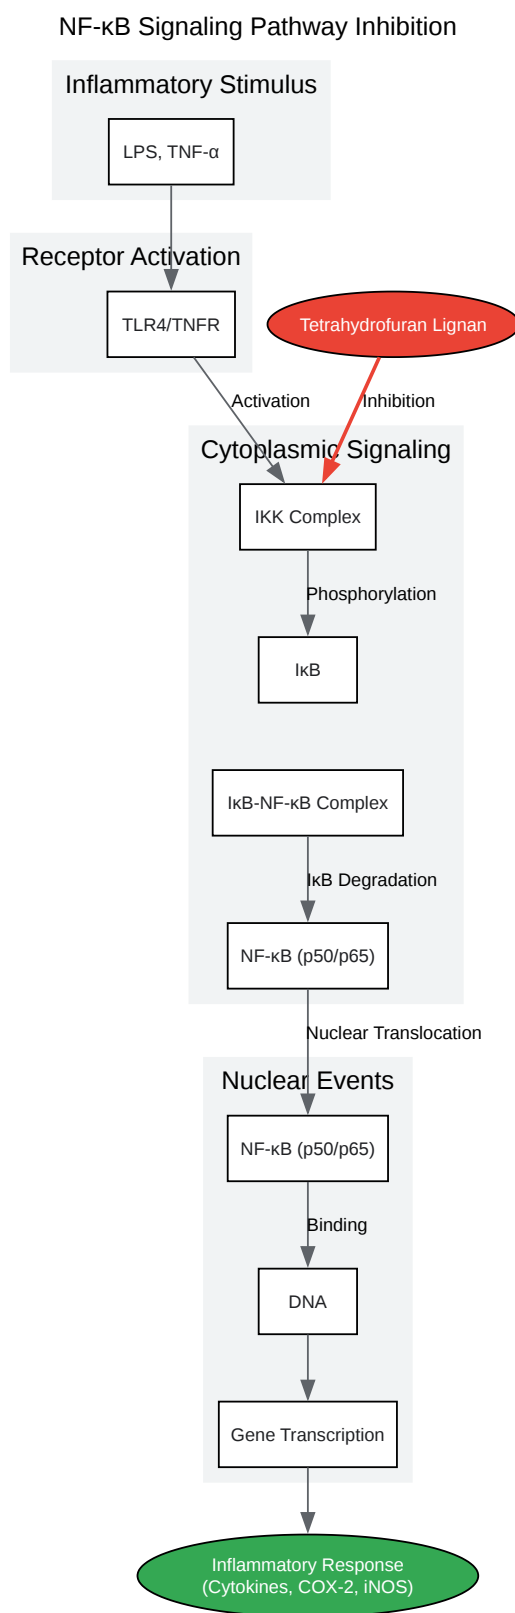 NF-κB Signaling Pathway Inhibition
Inflammatory Stimulus
LPS, TNF-α
Receptor Activation
TLR4/TNFR
Tetrahydrofuran Lignan
Activation
Inhibition
Cytoplasmic Signaling
IKK Complex
Phosphorylation
IκB
IκB-NF-κB Complex
IκB Degradation
NF-κB (p50/p65)
Nuclear Translocation
Nuclear Events
NF-κB (p50/p65)
Binding
DNA
Gene Transcription
Inflammatory Response
(Cytokines, COX-2, iNOS)